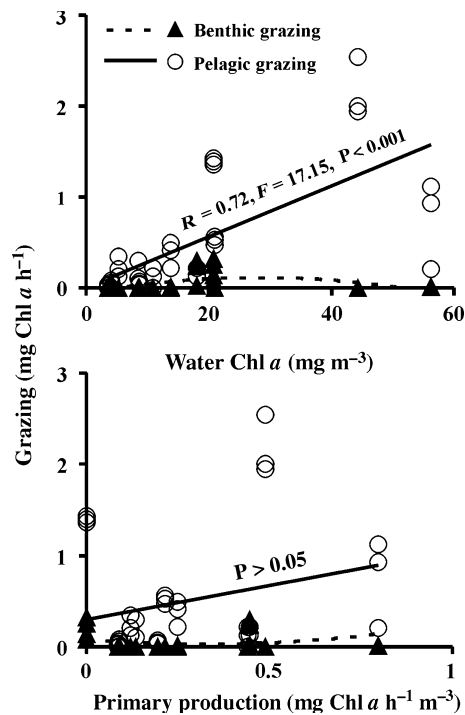 3
Benthic grazing
Pelagic grazing
2
R = 0.72, F = 17.15, P < 0.001
1
0
0 20 40 60
Water Chl a (mg m⁻³)
Grazing (mg Chl a h⁻¹)
3
2
P > 0.05
1
0
0 0.5 1
Primary production (mg Chl a h⁻¹ m⁻³)